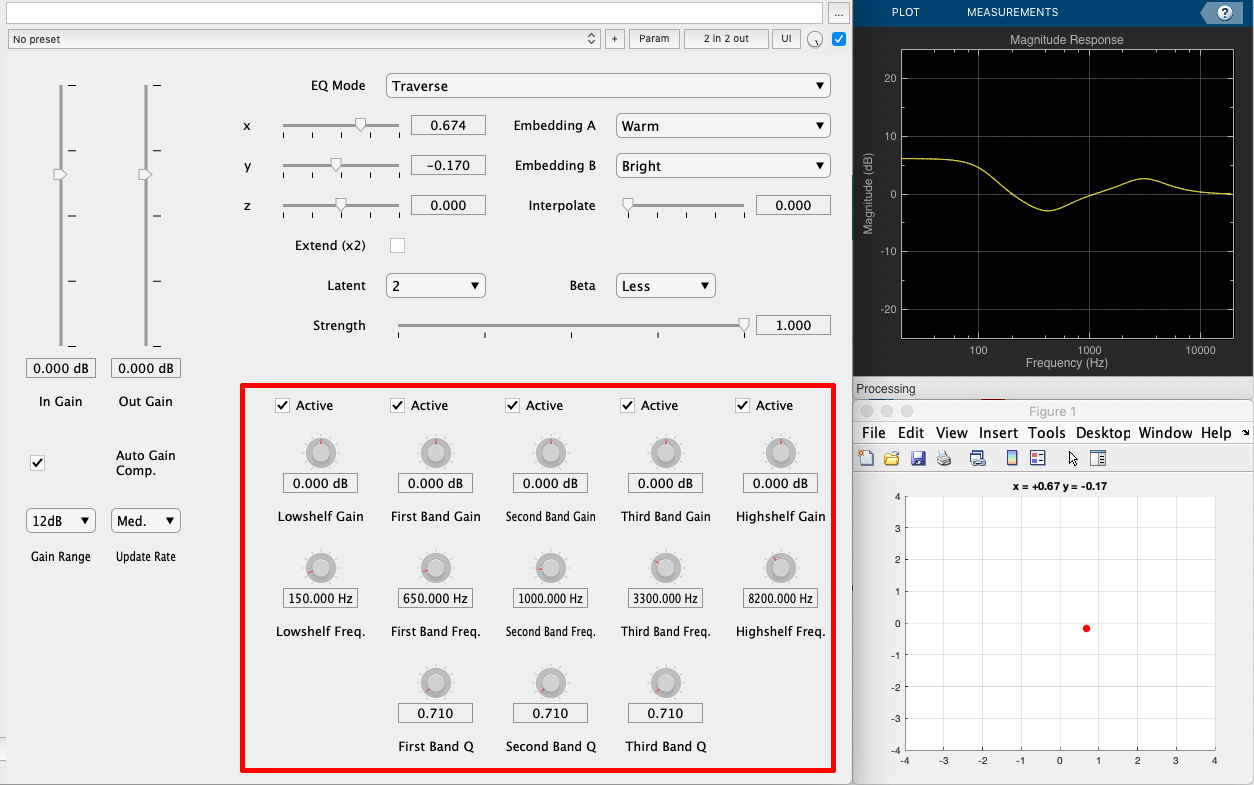 ...
No preset + Param 2 in 2 out UI
EQ Mode Traverse
x 0.674 Embedding A Warm
y -0.170 Embedding B Bright
z 0.000 Interpolate 0.000
Extend (x2)
Latent 2 Beta Less
Strength 1.000
0.000 dB 0.000 dB
In Gain Out Gain
Auto Gain
Comp.
12dB Med.
Gain Range Update Rate
Active Active Active Active Active
0.000 dB 0.000 dB 0.000 dB 0.000 dB 0.000 dB
Lowshelf Gain First Band Gain Second Band Gain Third Band Gain Highshelf Gain
150.000 Hz 650.000 Hz 1000.000 Hz 3300.000 Hz 8200.000 Hz
Lowshelf Freq. First Band Freq. Second Band Freq. Third Band Freq. Highshelf Freq.
0.710 0.710 0.710
First Band Q Second Band Q Third Band Q
PLOT MEASUREMENTS ?
Magnitude Response
20
10
0
-10
-20
Magnitude (dB)
100 1000 10000
Frequency (Hz)
Processing
Figure 1
File Edit View Insert Tools Desktop Window Help
x = +0.67 y = -0.17
4
3
2
1
0
-1
-2
-3
-4
-4 -3 -2 -1 0 1 2 3 4